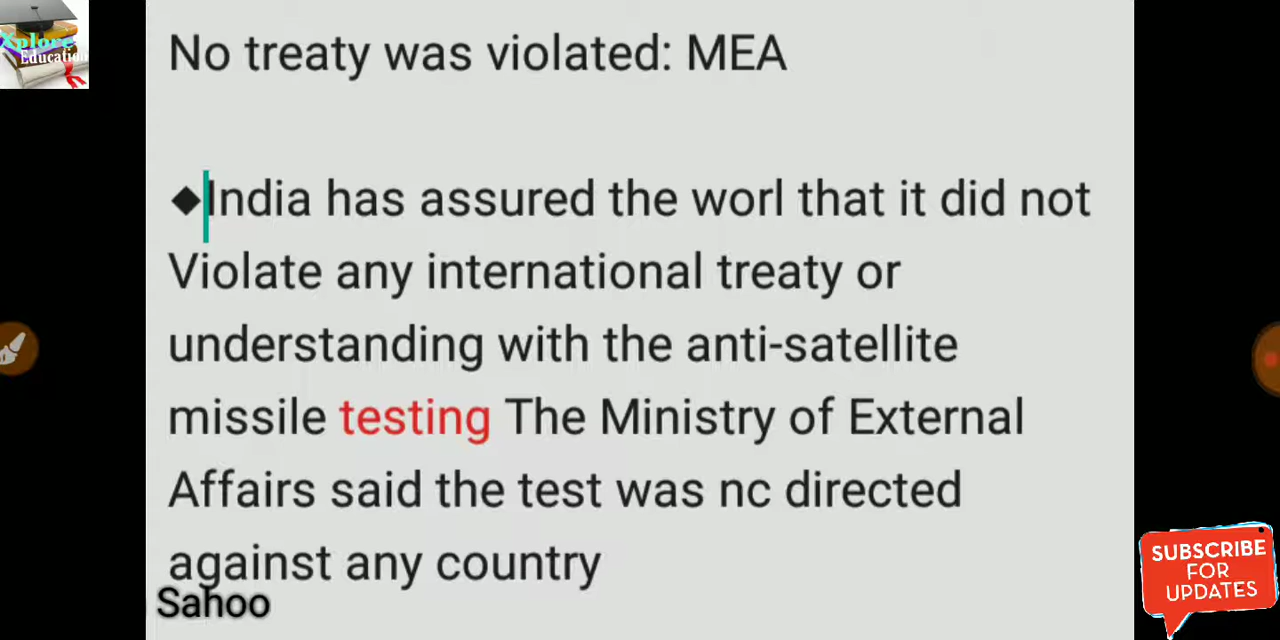 Xplore
Education
No treaty was violated: MEA
◆India has assured the worl that it did not
Violate any international treaty or
understanding with the anti-satellite
missile testing The Ministry of External
Affairs said the test was nc directed
against any country
Sahoo
SUBSCRIBE
FOR
UPDATES